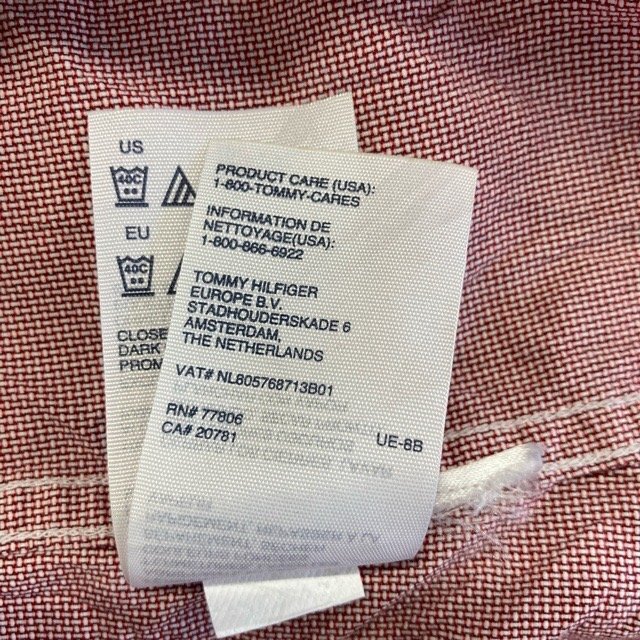 US
EU
40C
CLOSE
DARK
PROM
PRODUCT CARE (USA):
1-800-TOMMY-CARES
INFORMATION DE
NETTOYAGE(USA):
1-800-866-6922
TOMMY HILFIGER
EUROPE B.V.
STADHOUDERSKADE 6
AMSTERDAM,
THE NETHERLANDS
VAT# NL805768713B01
RN# 77806
CA# 20781
UE-8B